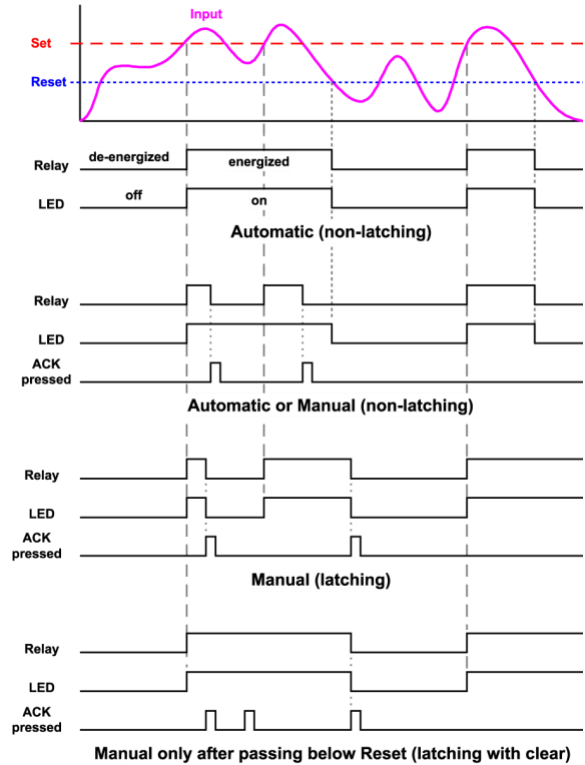 Input
Set
Reset
de-energized
energized
Relay
off
on
LED
Automatic (non-latching)
Relay
LED
ACK
pressed
Automatic or Manual (non-latching)
Relay
LED
ACK
pressed
Manual (latching)
Relay
LED
ACK
pressed
Manual only after passing below Reset (latching with clear)